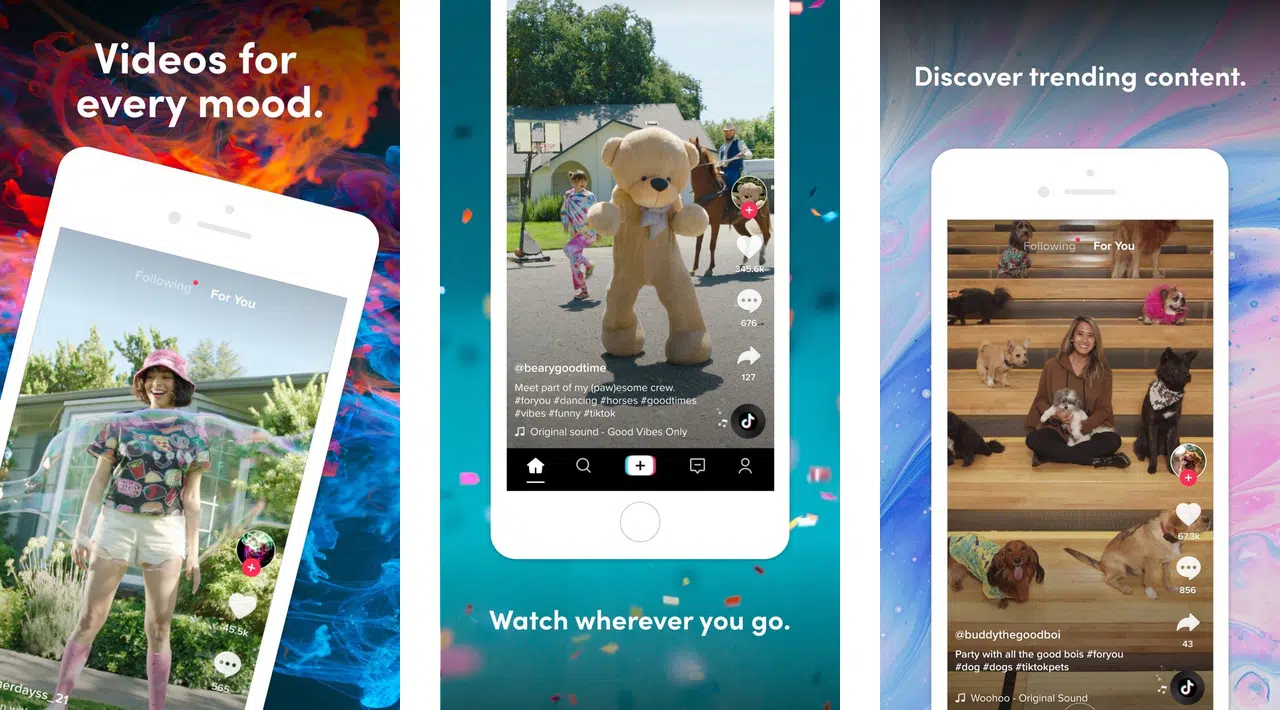 Videos for
every mood.
Following
For You
45.5k
565
@bearygoodtime
Meet part of my (paw)esome crew.
#foryou #dancing #horses #goodtimes
#vibes #funny #tiktok
Original sound - Good Vibes Only
345.6k
676
127
Watch wherever you go.
Discover trending content.
Following
For You
67.3k
856
43
@buddythegoodboi
Party with all the good bois #foryou
#dog #dogs #tiktokpets
Woohoo - Original Sound